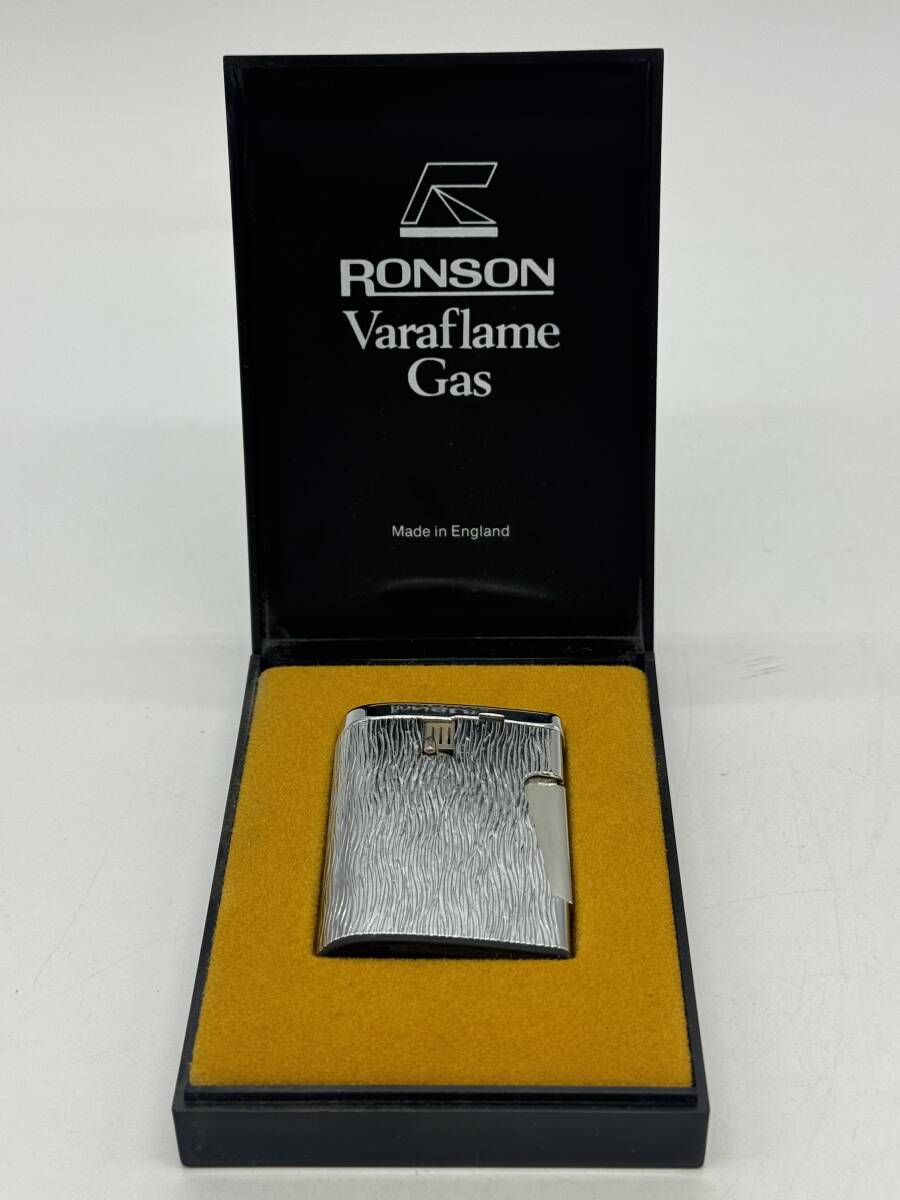 RONSON
Varaflame
Gas
Made in England